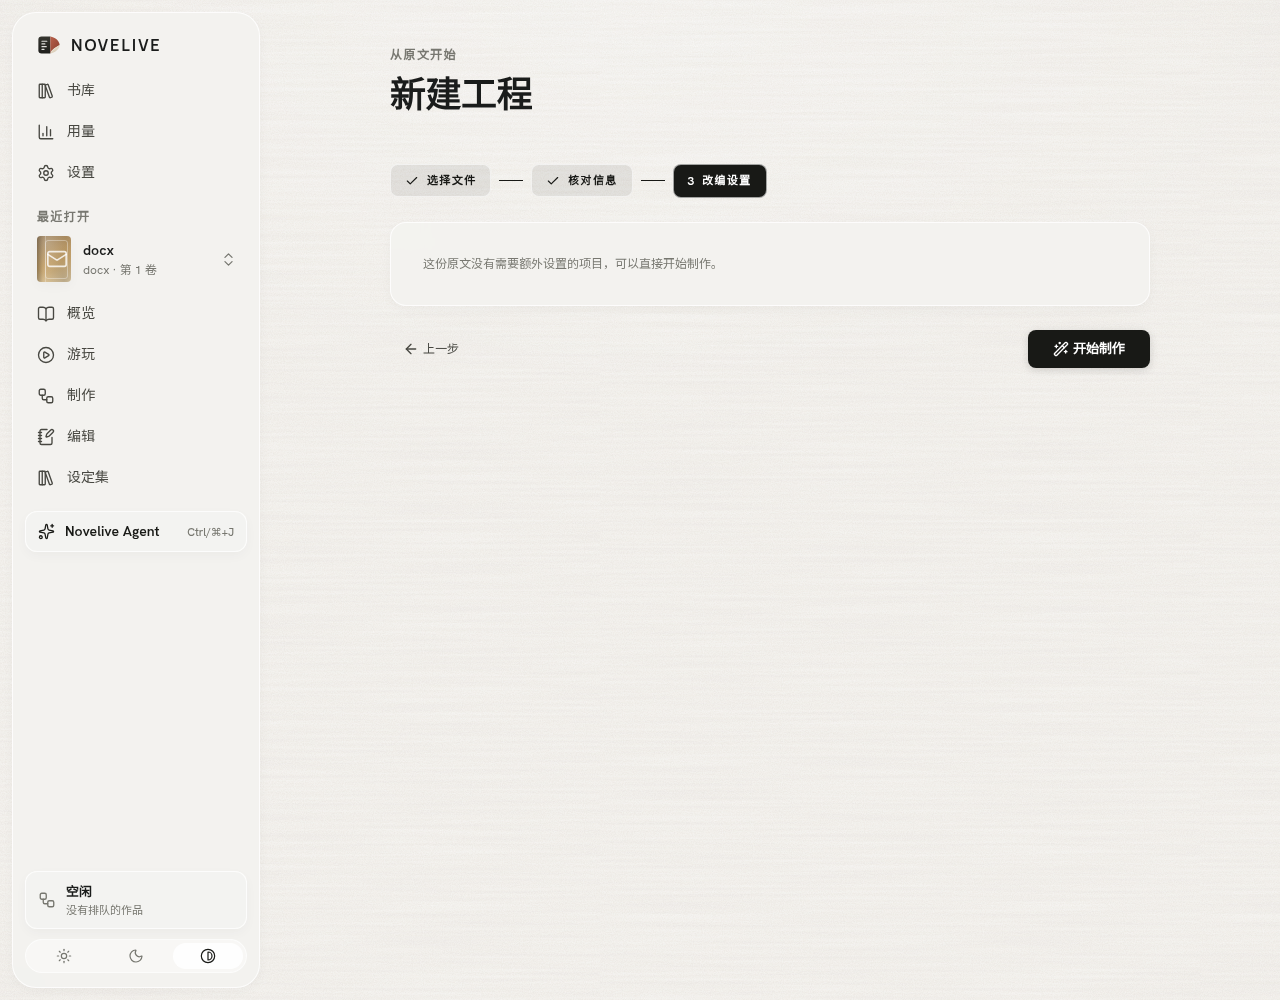 NOVELIVE
书库
用量
设置
最近打开
docx
docx · 第 1 卷
概览
游玩
制作
编辑
设定集
Novelive Agent
Ctrl/⌘+J
空闲
没有排队的作品
从原文开始
新建工程
选择文件
核对信息
3 改编设置
这份原文没有需要额外设置的项目，可以直接开始制作。
上一步
开始制作